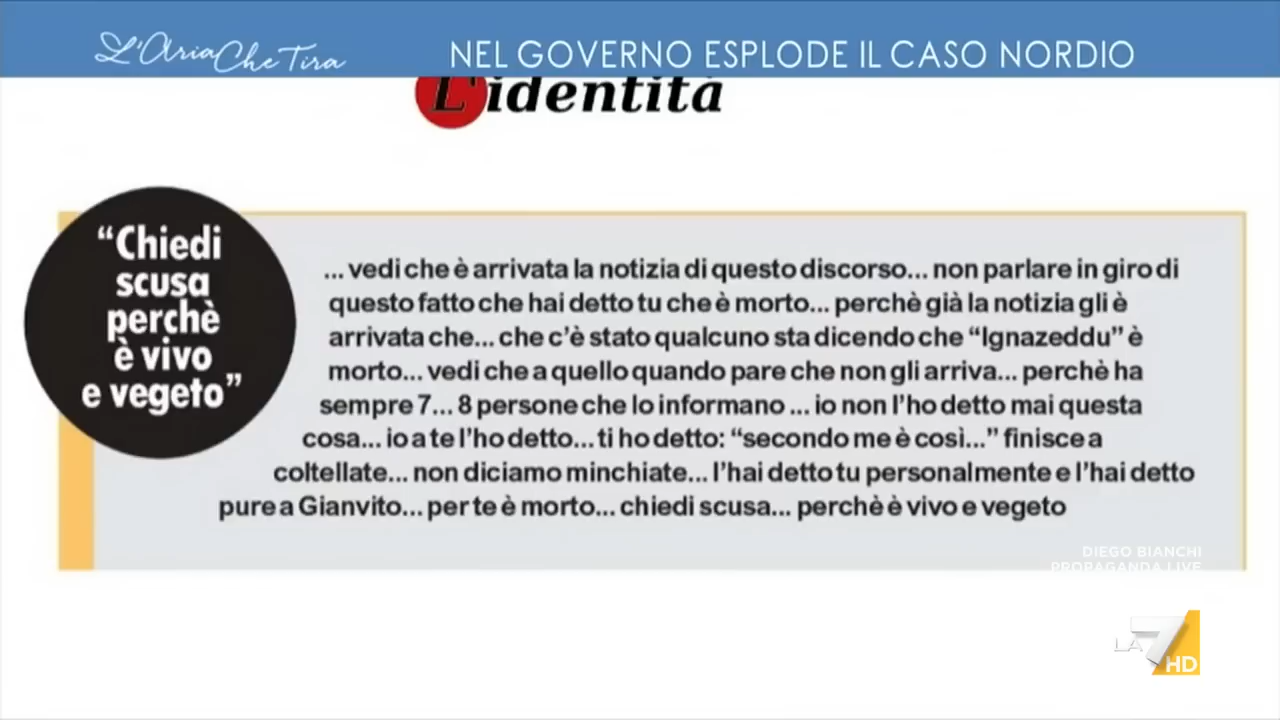 L'Aria Che Tira
NEL GOVERNO ESPLODE IL CASO NORDIO
L'identità
“Chiedi
scusa
perchè
è vivo
e vegeto”
... vedi che è arrivata la notizia di questo discorso... non parlare in giro di
questo fatto che hai detto tu che è morto... perchè già la notizia gli è
arrivata che... che c’è stato qualcuno sta dicendo che “Ignazeddu” è
morto... vedi che a quello quando pare che non gli arriva... perchè ha
sempre 7... 8 persone che lo informano ... io non l’ho detto mai questa
cosa... io a te l’ho detto... ti ho detto: “secondo me è così...” finisce a
coltellate... non diciamo minchiate... l’hai detto tu personalmente e l’hai detto
pure a Gianvito... per te è morto... chiedi scusa... perchè è vivo e vegeto
DIEGO BIANCHI
PROPAGANDA LIVE
LA 7 HD